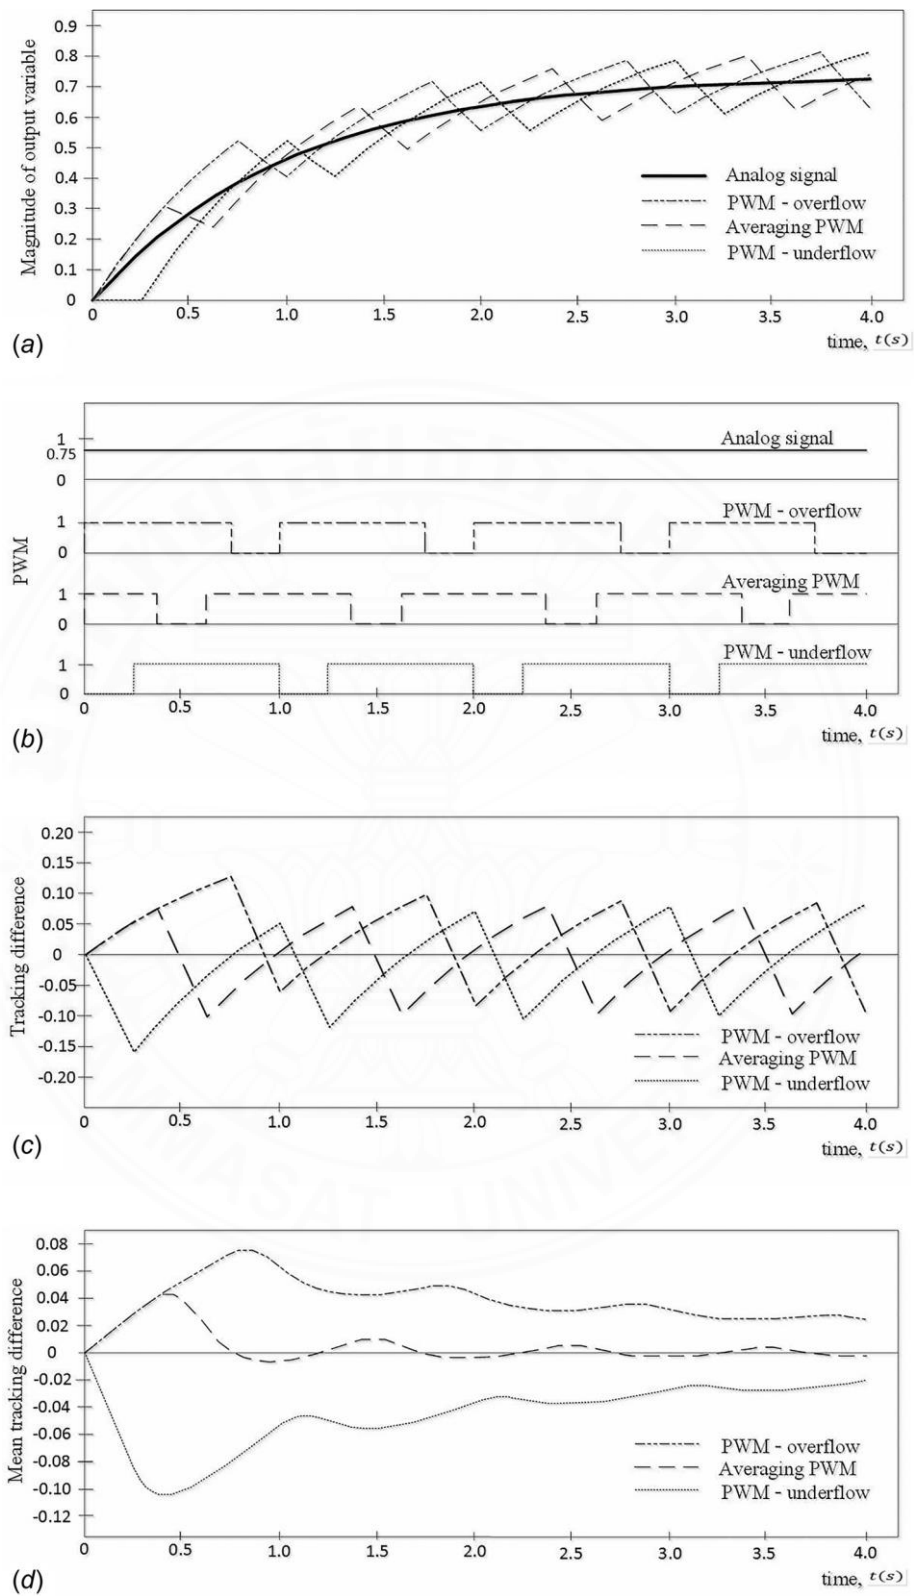 Magnitude of output variable
0.9
0.8
0.7
0.6
0.5
0.4
0.3
0.2
0.1
0
Analog signal
PWM - overflow
Averaging PWM
PWM - underflow
0 0.5 1.0 1.5 2.0 2.5 3.0 3.5 4.0
time, t(s)
(a)
PWM
1
0.75
0
Analog signal
PWM - overflow
1
0
Averaging PWM
1
0
PWM - underflow
1
0
0.5 1.0 1.5 2.0 2.5 3.0 3.5 4.0
time, t(s)
(b)
Tracking difference
0.20
0.15
0.10
0.05
0
-0.05
-0.10
-0.15
-0.20
PWM - overflow
Averaging PWM
PWM - underflow
0 0.5 1.0 1.5 2.0 2.5 3.0 3.5 4.0
time, t(s)
(c)
THAMMASAT UNIVERSITY
Mean tracking difference
0.08
0.06
0.04
0.02
0
-0.02
-0.04
-0.06
-0.08
-0.10
-0.12
PWM - overflow
Averaging PWM
PWM - underflow
0 0.5 1.0 1.5 2.0 2.5 3.0 3.5 4.0
time, t(s)
(d)